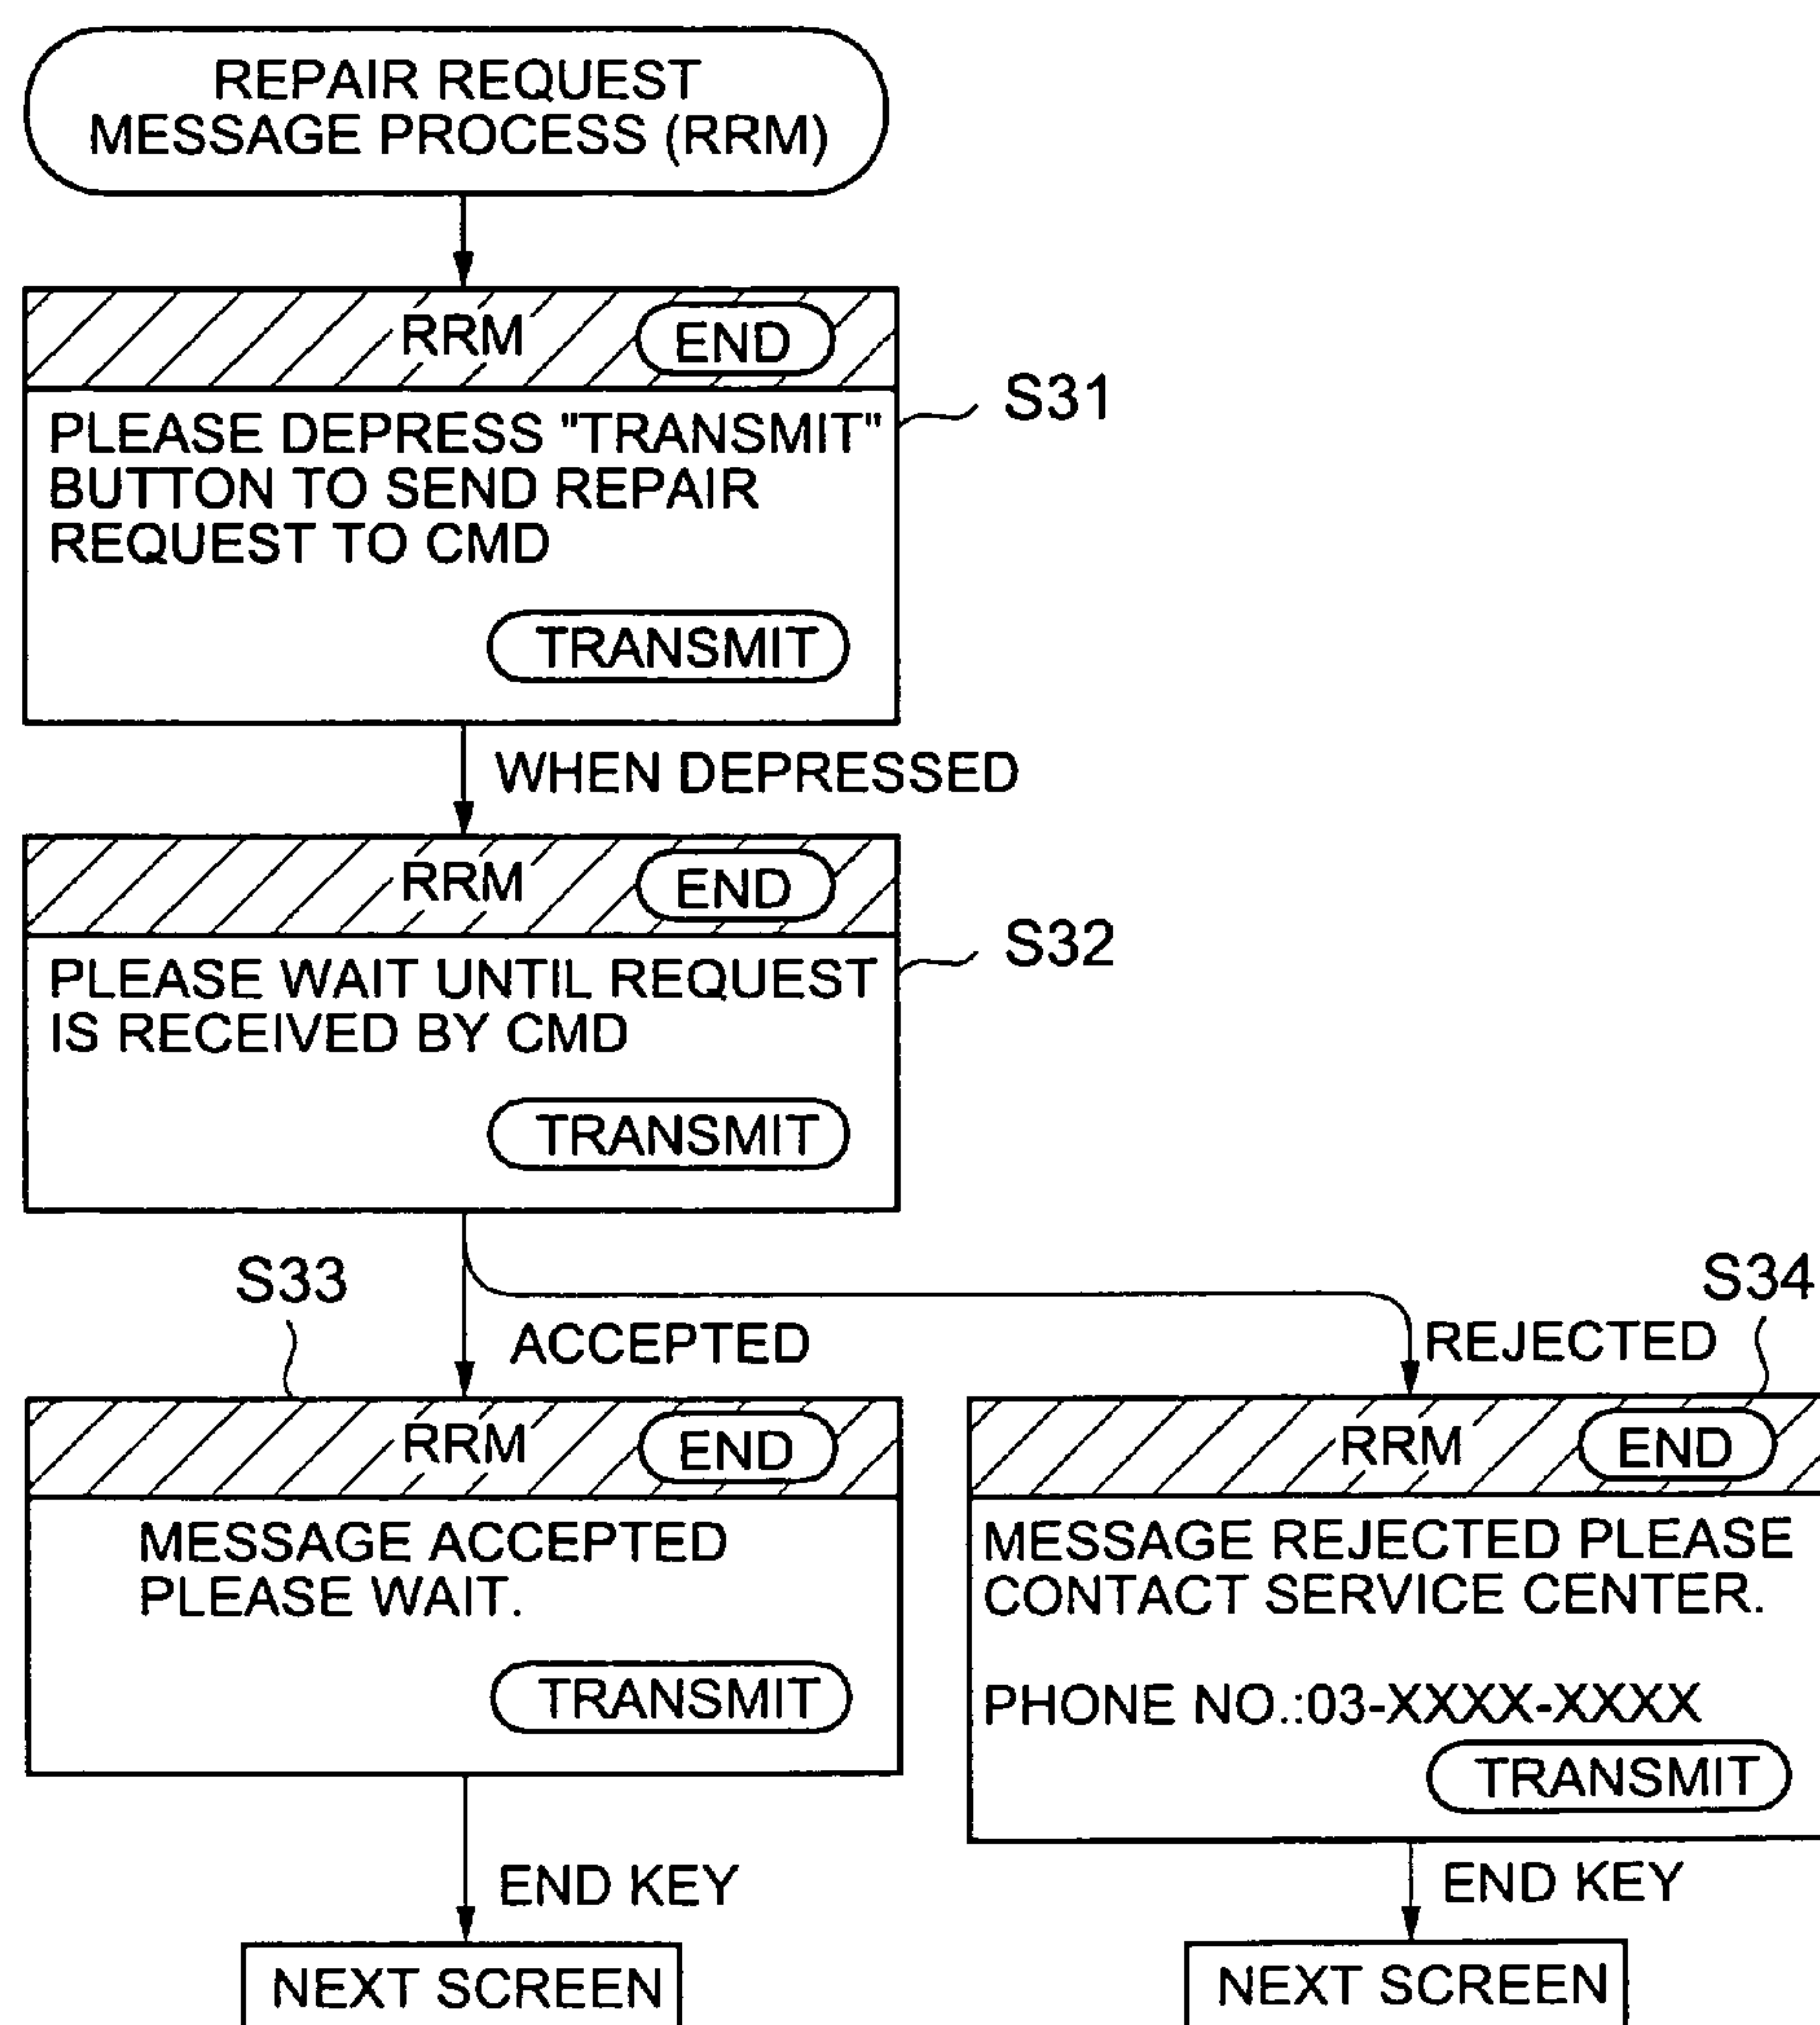 REPAIR REQUEST
MESSAGE PROCESS (RRM)
RRM
END
S31
PLEASE DEPRESS "TRANSMIT"
BUTTON TO SEND REPAIR
REQUEST TO CMD
TRANSMIT
WHEN DEPRESSED
RRM
END
S32
PLEASE WAIT UNTIL REQUEST
IS RECEIVED BY CMD
TRANSMIT
S33
ACCEPTED
RRM
END
MESSAGE ACCEPTED
PLEASE WAIT.
TRANSMIT
END KEY
NEXT SCREEN
S34
REJECTED
RRM
END
MESSAGE REJECTED PLEASE
CONTACT SERVICE CENTER.
PHONE NO.:03-XXXX-XXXX
TRANSMIT
END KEY
NEXT SCREEN